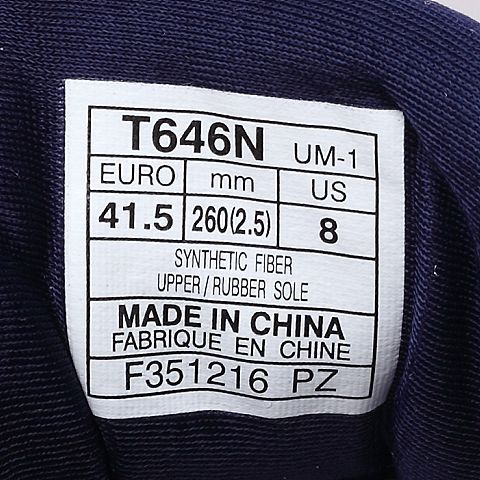 T646N UM-1
EURO mm US
41.5 260(2.5) 8
SYNTHETIC FIBER
UPPER/RUBBER SOLE
MADE IN CHINA
FABRIQUE EN CHINE
F351216 PZ